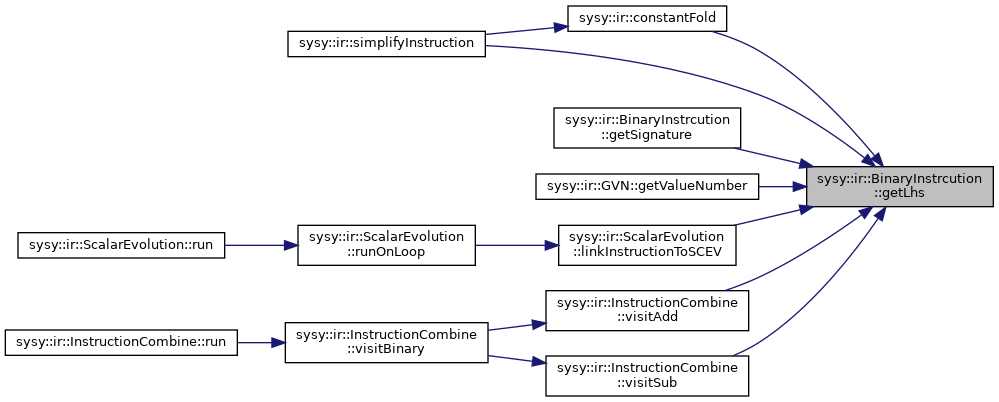 sysy::ir::constantFold
sysy::ir::simplifyInstruction
sysy::ir::BinaryInstrcution
::getSignature
sysy::ir::BinaryInstrcution
::getLhs
sysy::ir::GVN::getValueNumber
sysy::ir::ScalarEvolution::run
sysy::ir::ScalarEvolution
::runOnLoop
sysy::ir::ScalarEvolution
::linkInstructionToSCEV
sysy::ir::InstructionCombine
::visitAdd
sysy::ir::InstructionCombine::run
sysy::ir::InstructionCombine
::visitBinary
sysy::ir::InstructionCombine
::visitSub